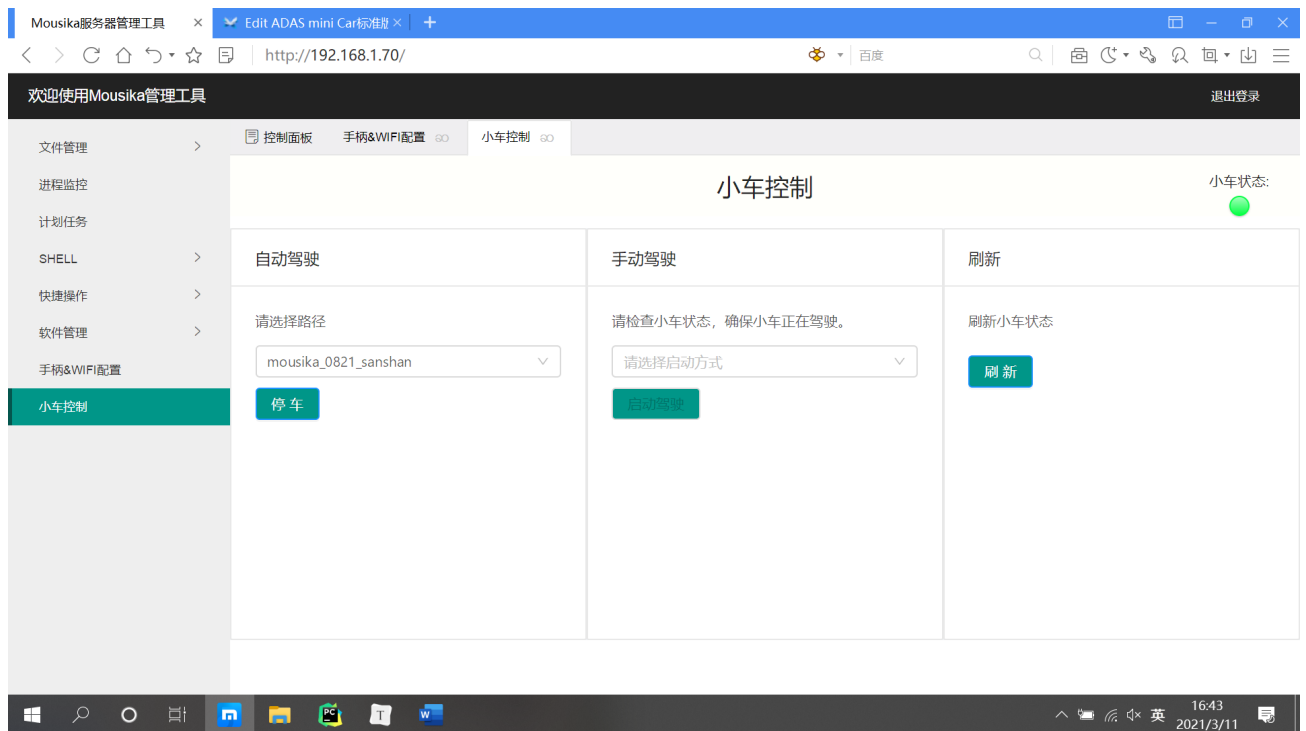 Mousika服务器管理工具
Edit ADAS mini Car标准版
http://192.168.1.70/
百度
欢迎使用Mousika管理工具
退出登录
文件管理
进程监控
计划任务
SHELL
快捷操作
软件管理
手柄&WIFI配置
小车控制
控制面板
手柄&WIFI配置
小车控制
小车控制
小车状态:
自动驾驶
请选择路径
mousika_0821_sanshan
停 车
手动驾驶
请检查小车状态，确保小车正在驾驶。
请选择启动方式
启动驾驶
刷新
刷新小车状态
刷 新
PC
T
W
英
16:43
2021/3/11